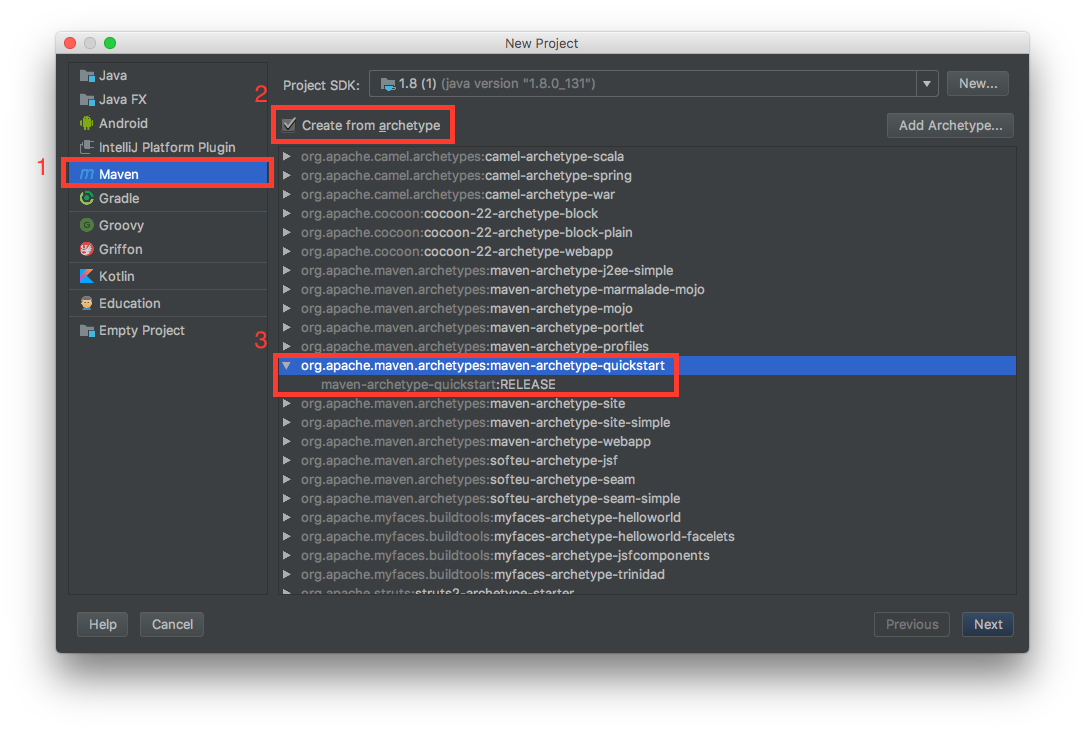 New Project
Java
Java FX
Android
IntelliJ Platform Plugin
1
Maven
Gradle
Groovy
Griffon
Kotlin
Education
Empty Project
Project SDK: 1.8 (1) (java version "1.8.0_131") New...
2
Create from archetype Add Archetype...
org.apache.camel.archetypes:camel-archetype-scala
org.apache.camel.archetypes:camel-archetype-spring
org.apache.camel.archetypes:camel-archetype-war
org.apache.cocoon:cocoon-22-archetype-block
org.apache.cocoon:cocoon-22-archetype-block-plain
org.apache.cocoon:cocoon-22-archetype-webapp
org.apache.maven.archetypes:maven-archetype-j2ee-simple
org.apache.maven.archetypes:maven-archetype-marmalade-mojo
org.apache.maven.archetypes:maven-archetype-mojo
org.apache.maven.archetypes:maven-archetype-portlet
org.apache.maven.archetypes:maven-archetype-profiles
3
org.apache.maven.archetypes:maven-archetype-quickstart
maven-archetype-quickstart:RELEASE
org.apache.maven.archetypes:maven-archetype-site
org.apache.maven.archetypes:maven-archetype-site-simple
org.apache.maven.archetypes:maven-archetype-webapp
org.apache.maven.archetypes:softeu-archetype-jsf
org.apache.maven.archetypes:softeu-archetype-seam
org.apache.maven.archetypes:softeu-archetype-seam-simple
org.apache.myfaces.buildtools:myfaces-archetype-helloworld
org.apache.myfaces.buildtools:myfaces-archetype-helloworld-facelets
org.apache.myfaces.buildtools:myfaces-archetype-jsfcomponents
org.apache.myfaces.buildtools:myfaces-archetype-trinidad
org.apache.struts:struts2-archetype-starter
Help Cancel Previous Next